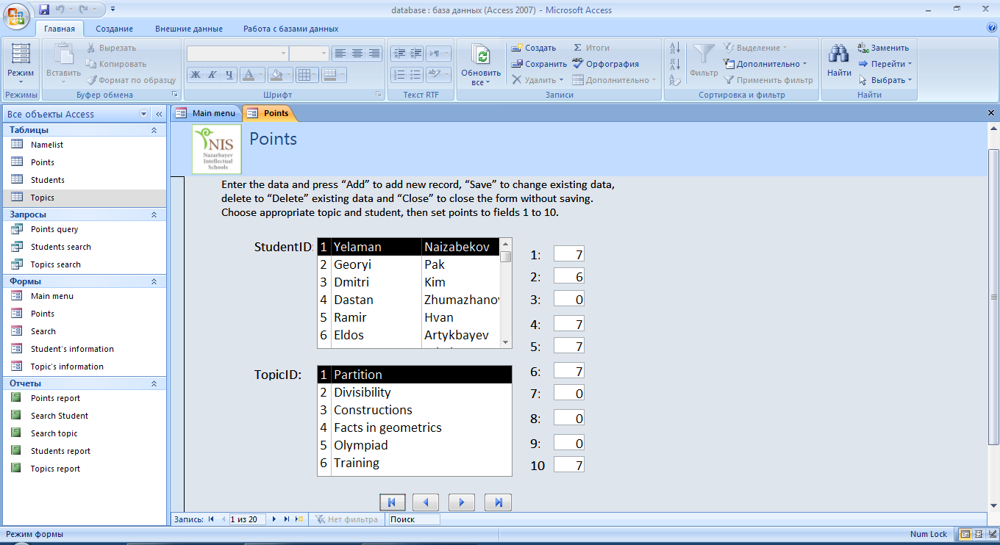 database : база данных (Access 2007) - Microsoft Access
Главная Создание Внешние данные Работа с базами данных
Режим
Режимы
Вставить
Вырезать
Копировать
Формат по образцу
Буфер обмена
Ж К Ч A
Шрифт
ab
Текст RTF
Обновить
все
Создать
Сохранить
Удалить
Итоги
Орфография
Дополнительно
Записи
Фильтр
Выделение
Дополнительно
Применить фильтр
Сортировка и фильтр
Найти
Заменить
Перейти
Выбрать
Найти
Все объекты Access
Таблицы
Namelist
Points
Students
Topics
Запросы
Points query
Students search
Topics search
Формы
Main menu
Points
Search
Student's information
Topic's information
Отчеты
Points report
Search Student
Search topic
Students report
Topics report
Main menu Points
NIS
Nazarbayev
Intellectual
Schools
Points
Enter the data and press “Add” to add new record, “Save” to change existing data,
delete to “Delete” existing data and “Close” to close the form without saving.
Choose appropriate topic and student, then set points to fields 1 to 10.
StudentID:
1 Yelaman Naizabekov
2 Georyi Pak
3 Dmitri Kim
4 Dastan Zhumazhanov
5 Ramir Hvan
6 Eldos Artykbayev
TopicID:
1 Partition
2 Divisibility
3 Constructions
4 Facts in geometrics
5 Olympiad
6 Training
1: 7
2: 6
3: 0
4: 7
5: 7
6: 7
7: 0
8: 0
9: 0
10 7
Запись: 1 из 20 Нет фильтра Поиск
Режим формы Num Lock